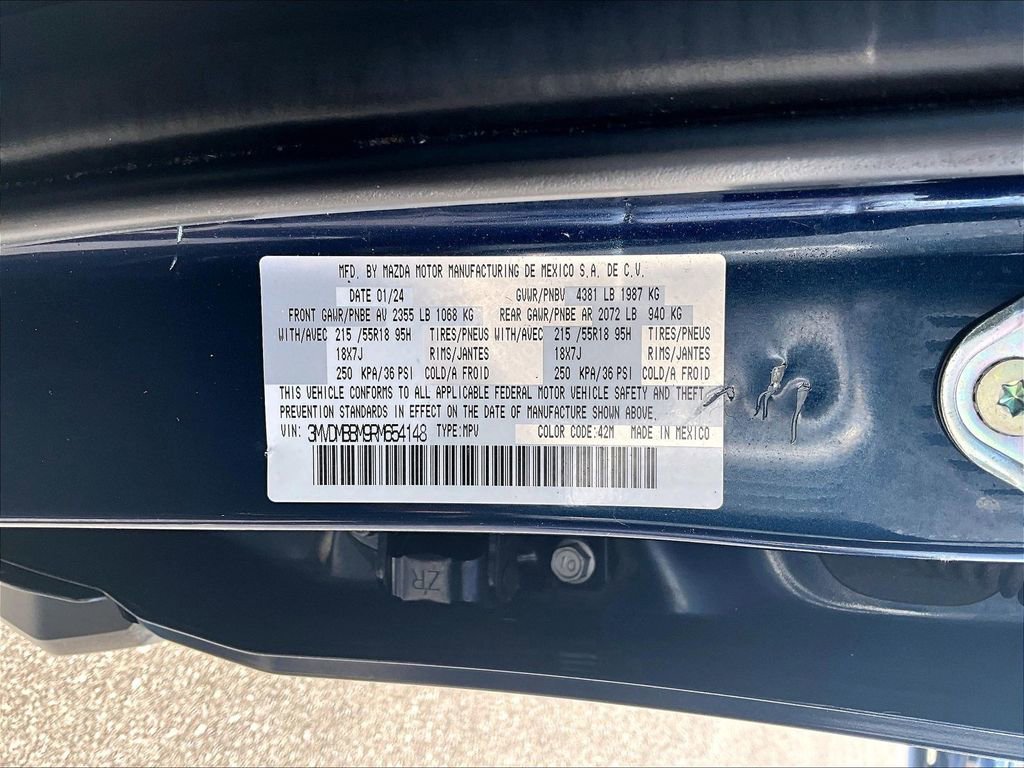 MFD. BY MAZDA MOTOR MANUFACTURING DE MEXICO S.A. DE C.V.
DATE 01/24 GVWR/PNBV 4381 LB 1987 KG
FRONT GAWR/PNBE AV 2355 LB 1068 KG REAR GAWR/PNBE AR 2072 LB 940 KG
WITH/AVEC 215 /55R18 95H TIRES/PNEUS WITH/AVEC 215 /55R18 95H TIRES/PNEUS
18X7J RIMS/JANTES 18X7J RIMS/JANTES
250 KPA/36 PSI COLD/A FROID 250 KPA/36 PSI COLD/A FROID
THIS VEHICLE CONFORMS TO ALL APPLICABLE FEDERAL MOTOR VEHICLE SAFETY AND THEFT
PREVENTION STANDARDS IN EFFECT ON THE DATE OF MANUFACTURE SHOWN ABOVE.
VIN: 3MVDMBBM9RM654148 TYPE:MPV COLOR CODE:42M MADE IN MEXICO
ZR
10